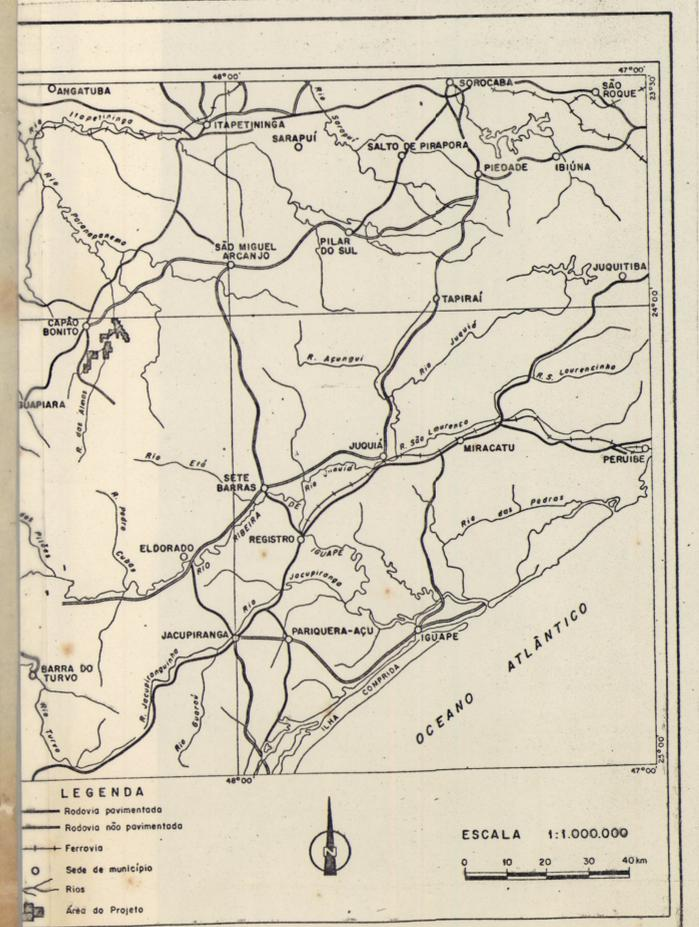 48°00'
47°00'
23°30'
ANGATUBA
SOROCABA
SÃO
ROQUE
Rio Itapetininga
ITAPETININGA
Rio Sarapuí
SARAPUÍ
SALTO DE PIRAPORA
PIEDADE
IBIÚNA
Rio Paranapanema
SÃO MIGUEL
ARCANJO
PILAR
DO SUL
JUQUITIBA
TAPIRAÍ
24°00'
CAPÃO
BONITO
Rio Juquiá
R. Açungui
R. S. Lourencinho
GUAPIARA
R. das Almas
R. São Lourenço
JUQUIÁ
MIRACATU
PERUIBE
Rio Etá
Rio Juquiá
SETE
BARRAS
R. Pedro Cubas
RIO RIBEIRA DE IGUAPE
Rio das Pedras
dos Pilões
REGISTRO
ELDORADO
Rio Jacupiranga
JACUPIRANGA
PARIQUERA-AÇU
IGUAPE
BARRA DO
TURVO
R. Jacupiranguinha
Rio Guaraú
Rio Turvo
ILHA COMPRIDA
OCEANO ATLÂNTICO
25°00'
48°00'
47°00'
LEGENDA
Rodovia pavimentada
Rodovia não pavimentada
Ferrovia
Sede de município
Rios
Área do Projeto
N
ESCALA 1:1.000.000
0 10 20 30 40 km